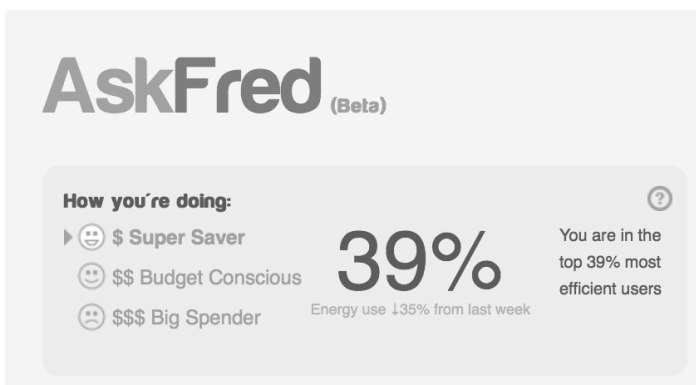 AskFred (Beta)
How you´re doing:
$ Super Saver
$$ Budget Conscious
$$$ Big Spender
39%
Energy use ↓35% from last week
?
You are in the
top 39% most
efficient users